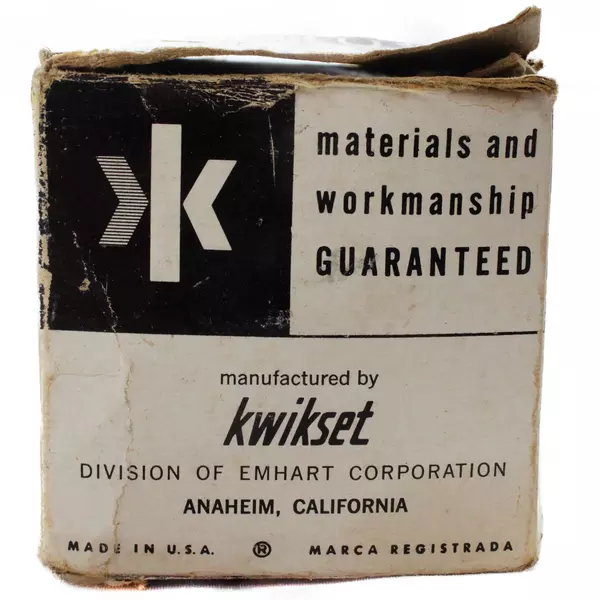 materials and
workmanship
GUARANTEED
manufactured by
kwikset
DIVISION OF EMHART CORPORATION
ANAHEIM, CALIFORNIA
MADE IN U.S.A. ® MARCA REGISTRADA